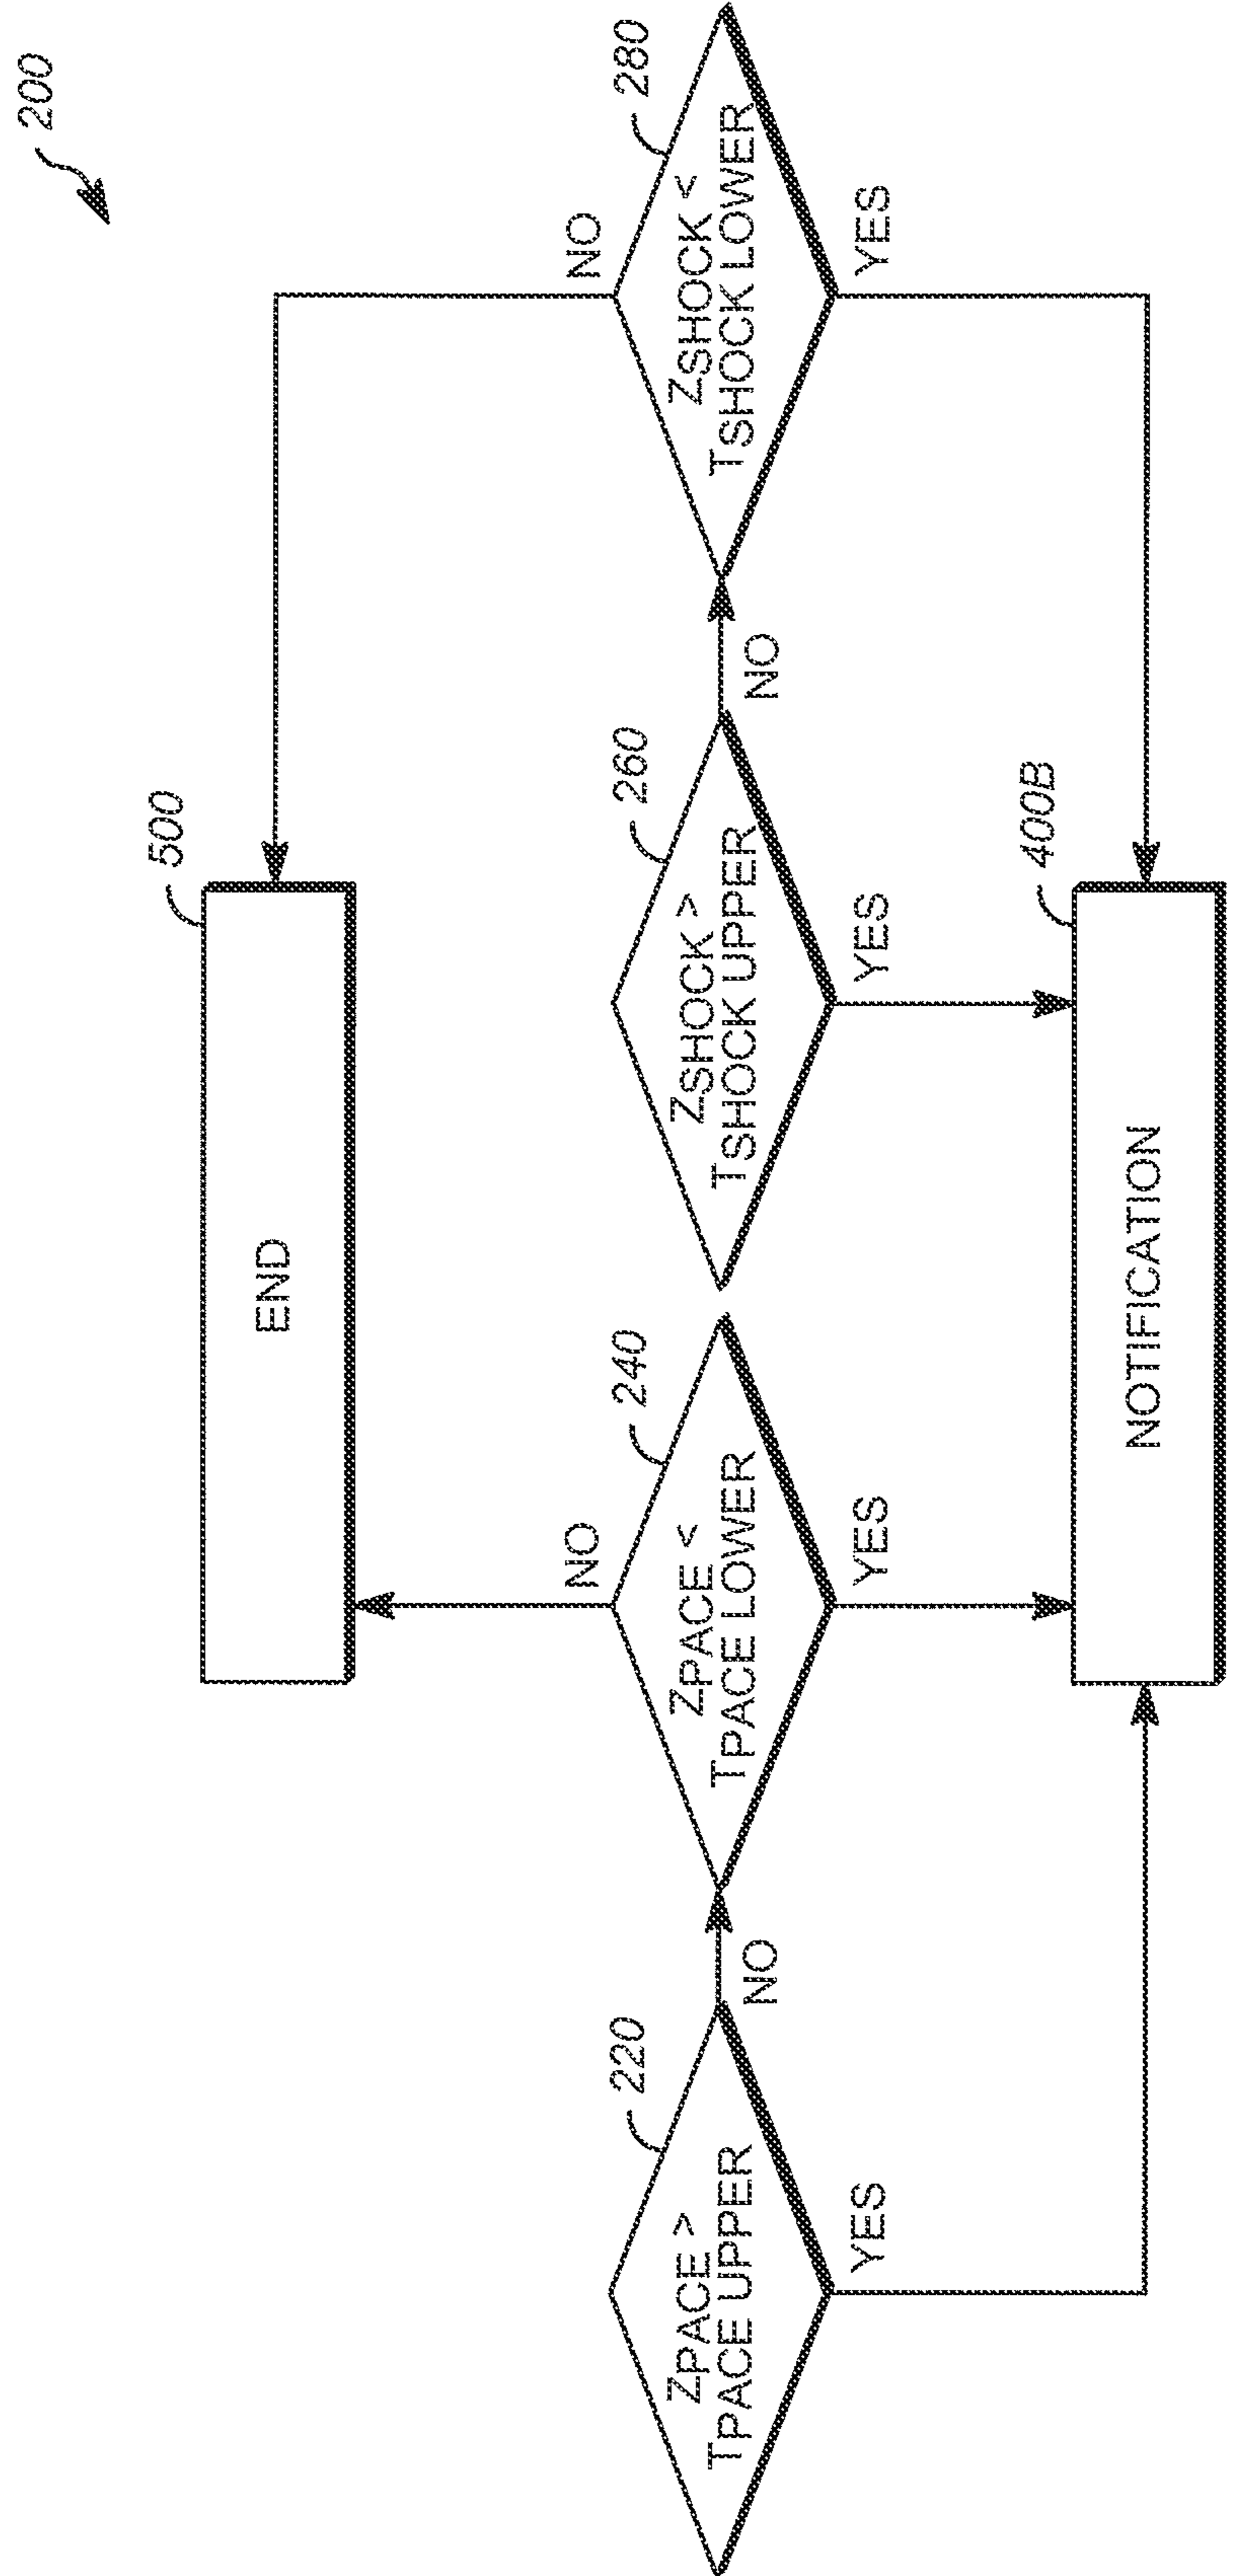 200
500
END
NO
NO
220
ZPACE >
TPACE UPPER
NO
240
ZPACE <
TPACE LOWER
260
ZSHOCK >
TSHOCK UPPER
NO
280
ZSHOCK <
TSHOCK LOWER
YES
YES
YES
YES
400B
NOTIFICATION